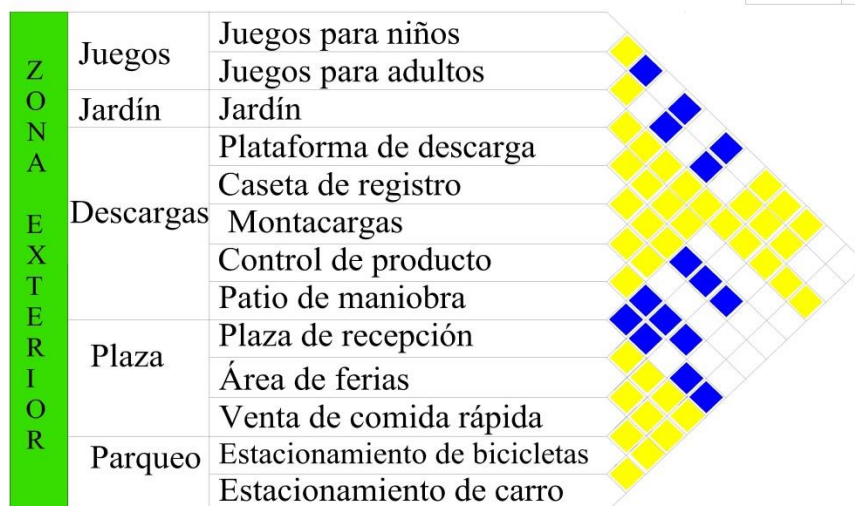 ZONA EXTERIOR
Juegos
Juegos para niños
Juegos para adultos
Jardín
Jardín
Descargas
Plataforma de descarga
Caseta de registro
Montacargas
Control de producto
Patio de maniobra
Plaza
Plaza de recepción
Área de ferias
Venta de comida rápida
Parqueo
Estacionamiento de bicicletas
Estacionamiento de carro